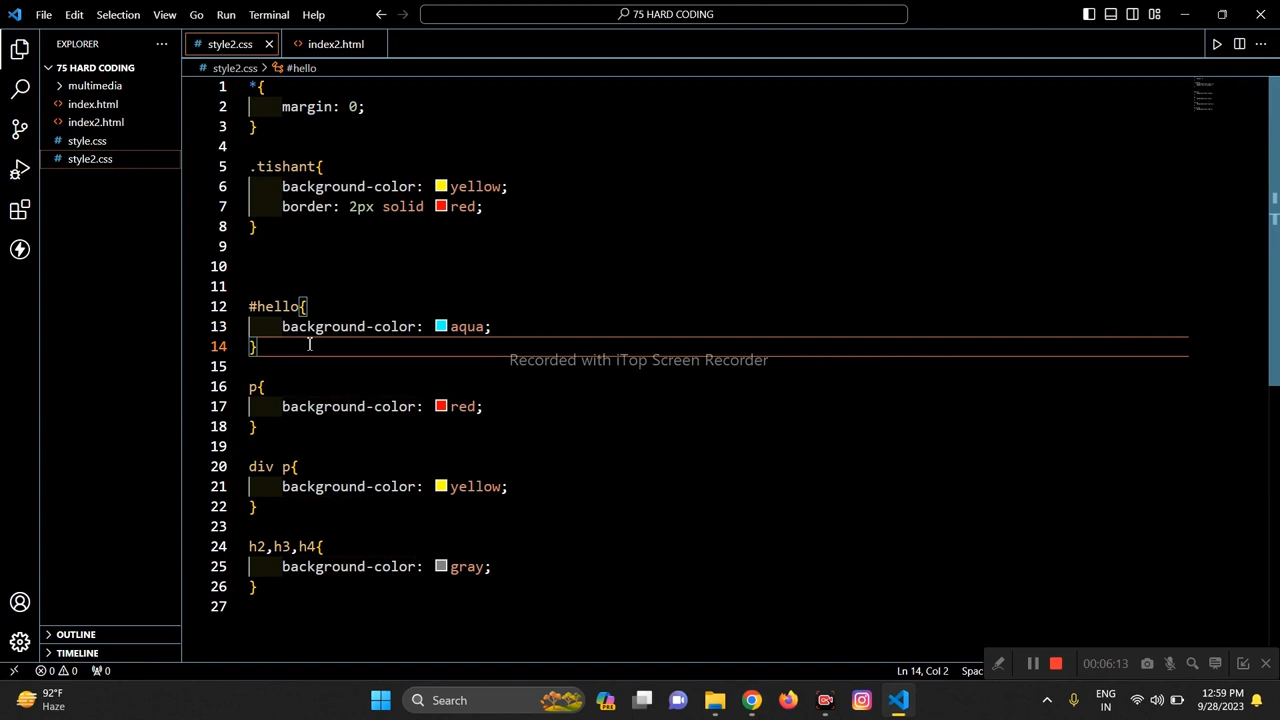 File Edit Selection View Go Run Terminal Help
75 HARD CODING
EXPLORER
75 HARD CODING
multimedia
index.html
index2.html
style.css
style2.css
OUTLINE
TIMELINE
# style2.css
<> index2.html
# style2.css > #hello
1 *{
2 margin: 0;
3 }
4
5 .tishant{
6 background-color: yellow;
7 border: 2px solid red;
8 }
9
10
11
12 #hello{
13 background-color: aqua;
14 }
15
16 p{
17 background-color: red;
18 }
19
20 div p{
21 background-color: yellow;
22 }
23
24 h2,h3,h4{
25 background-color: gray;
26 }
27
Recorded with iTop Screen Recorder
0 0 0
Ln 14, Col 2 Spac
00:06:13
92°F
Haze
Search
PRE
ENG
IN
12:59 PM
9/28/2023